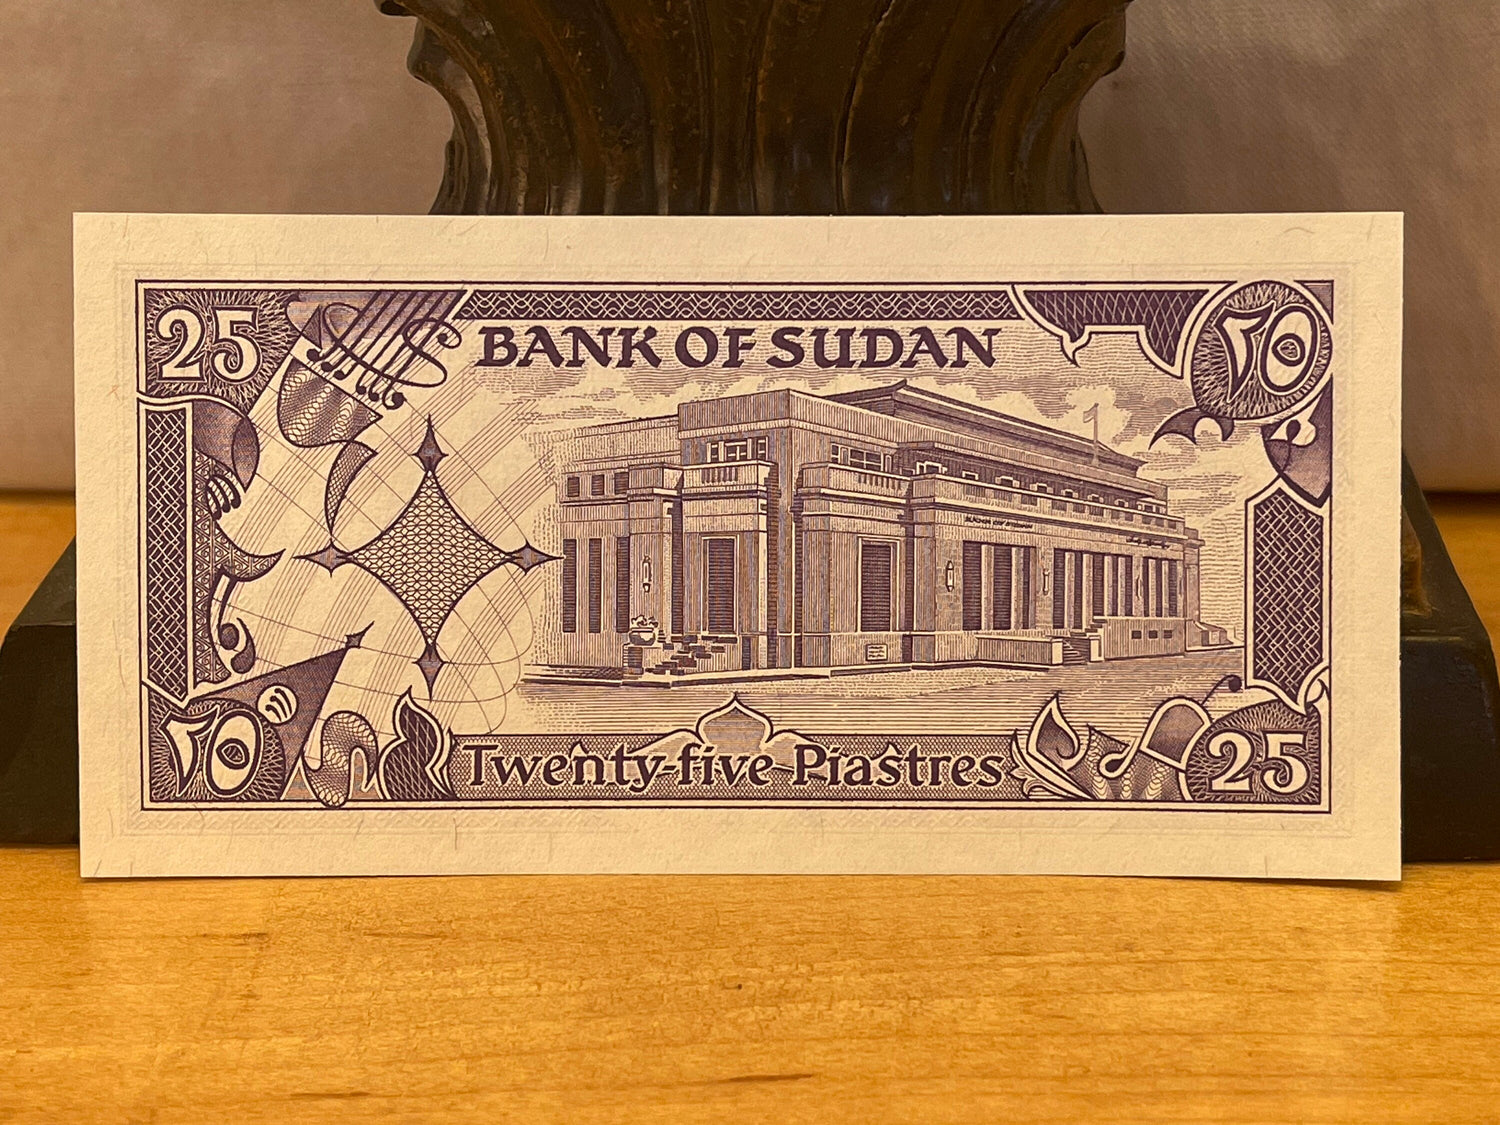 25
BANK OF SUDAN
٢٥
٢٥
Twenty-five Piastres
25